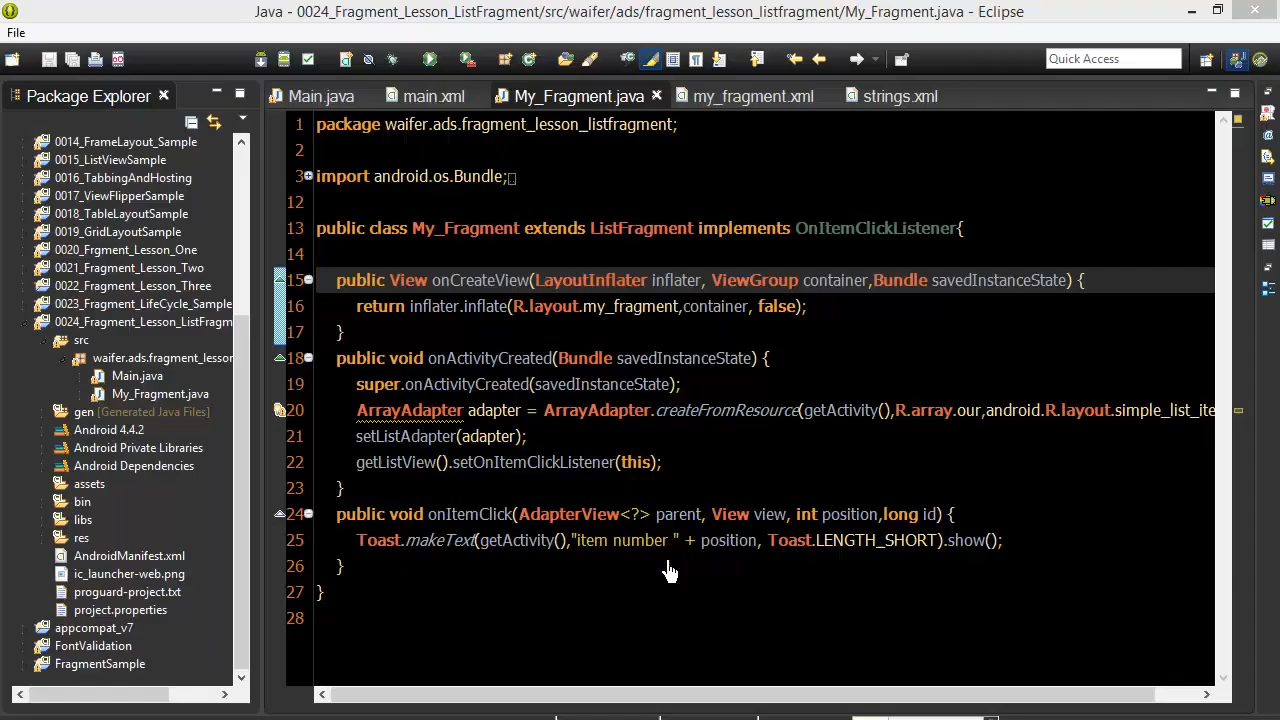 Java - 0024_Fragment_Lesson_ListFragment/src/waifer/ads/fragment_lesson_listfragment/My_Fragment.java - Eclipse
File
Quick Access
Package Explorer
Main.java
main.xml
My_Fragment.java
my_fragment.xml
strings.xml
0014_FrameLayout_Sample
0015_ListViewSample
0016_TabbingAndHosting
0017_ViewFlipperSample
0018_TableLayoutSample
0019_GridLayoutSample
0020_Frgment_Lesson_One
0021_Fragment_Lesson_Two
0022_Fragment_Lesson_Three
0023_Fragment_LifeCycle_Sample
0024_Fragment_Lesson_ListFragm
src
waifer.ads.fragment_lesson
Main.java
My_Fragment.java
gen [Generated Java Files]
Android 4.4.2
Android Private Libraries
Android Dependencies
assets
bin
libs
res
AndroidManifest.xml
ic_launcher-web.png
proguard-project.txt
project.properties
appcompat_v7
FontValidation
FragmentSample
1 package waifer.ads.fragment_lesson_listfragment;
2
3 import android.os.Bundle;
12
13 public class My_Fragment extends ListFragment implements OnItemClickListener{
14
15 public View onCreateView(LayoutInflater inflater, ViewGroup container,Bundle savedInstanceState) {
16 return inflater.inflate(R.layout.my_fragment,container, false);
17 }
18 public void onActivityCreated(Bundle savedInstanceState) {
19 super.onActivityCreated(savedInstanceState);
20 ArrayAdapter adapter = ArrayAdapter.createFromResource(getActivity(),R.array.our,android.R.layout.simple_list_ite
21 setListAdapter(adapter);
22 getListView().setOnItemClickListener(this);
23 }
24 public void onItemClick(AdapterView<?> parent, View view, int position,long id) {
25 Toast.makeText(getActivity(),"item number " + position, Toast.LENGTH_SHORT).show();
26 }
27 }
28